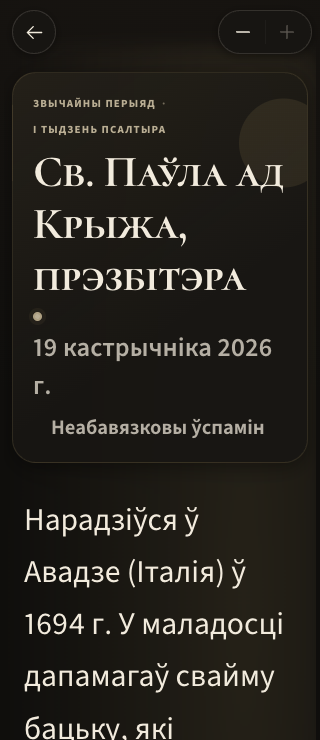 ЗВЫЧАЙНЫ ПЕРЫЯД ·
I ТЫДЗЕНЬ ПСАЛТЫРА
Св. Паўла ад
Крыжа,
прэзбітэра
19 кастрычніка 2026
г.
Неабавязковы ўспамін
Нарадзіўся ў
Авадзе (Італія) ў
1694 г. У маладосці
дапамагаў свайму
бацьку, які